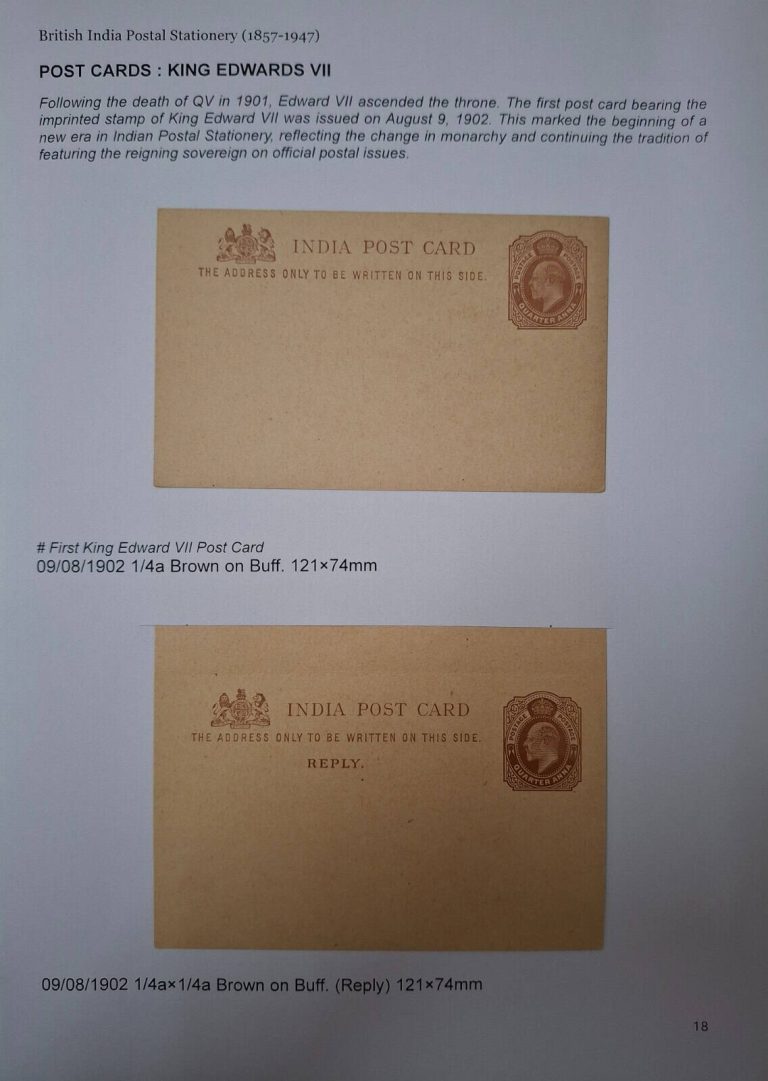 British India Postal Stationery (1857-1947)
POST CARDS : KING EDWARDS VII
Following the death of QV in 1901, Edward VII ascended the throne. The first post card bearing the
imprinted stamp of King Edward VII was issued on August 9, 1902. This marked the beginning of a
new era in Indian Postal Stationery, reflecting the change in monarchy and continuing the tradition of
featuring the reigning sovereign on official postal issues.
INDIA POST CARD
THE ADDRESS ONLY TO BE WRITTEN ON THIS SIDE.
POSTAGE POSTAGE
QUARTER ANNA
# First King Edward VII Post Card
09/08/1902 1/4a Brown on Buff. 121×74mm
INDIA POST CARD
THE ADDRESS ONLY TO BE WRITTEN ON THIS SIDE.
REPLY.
POSTAGE POSTAGE
QUARTER ANNA
09/08/1902 1/4a×1/4a Brown on Buff. (Reply) 121×74mm
18